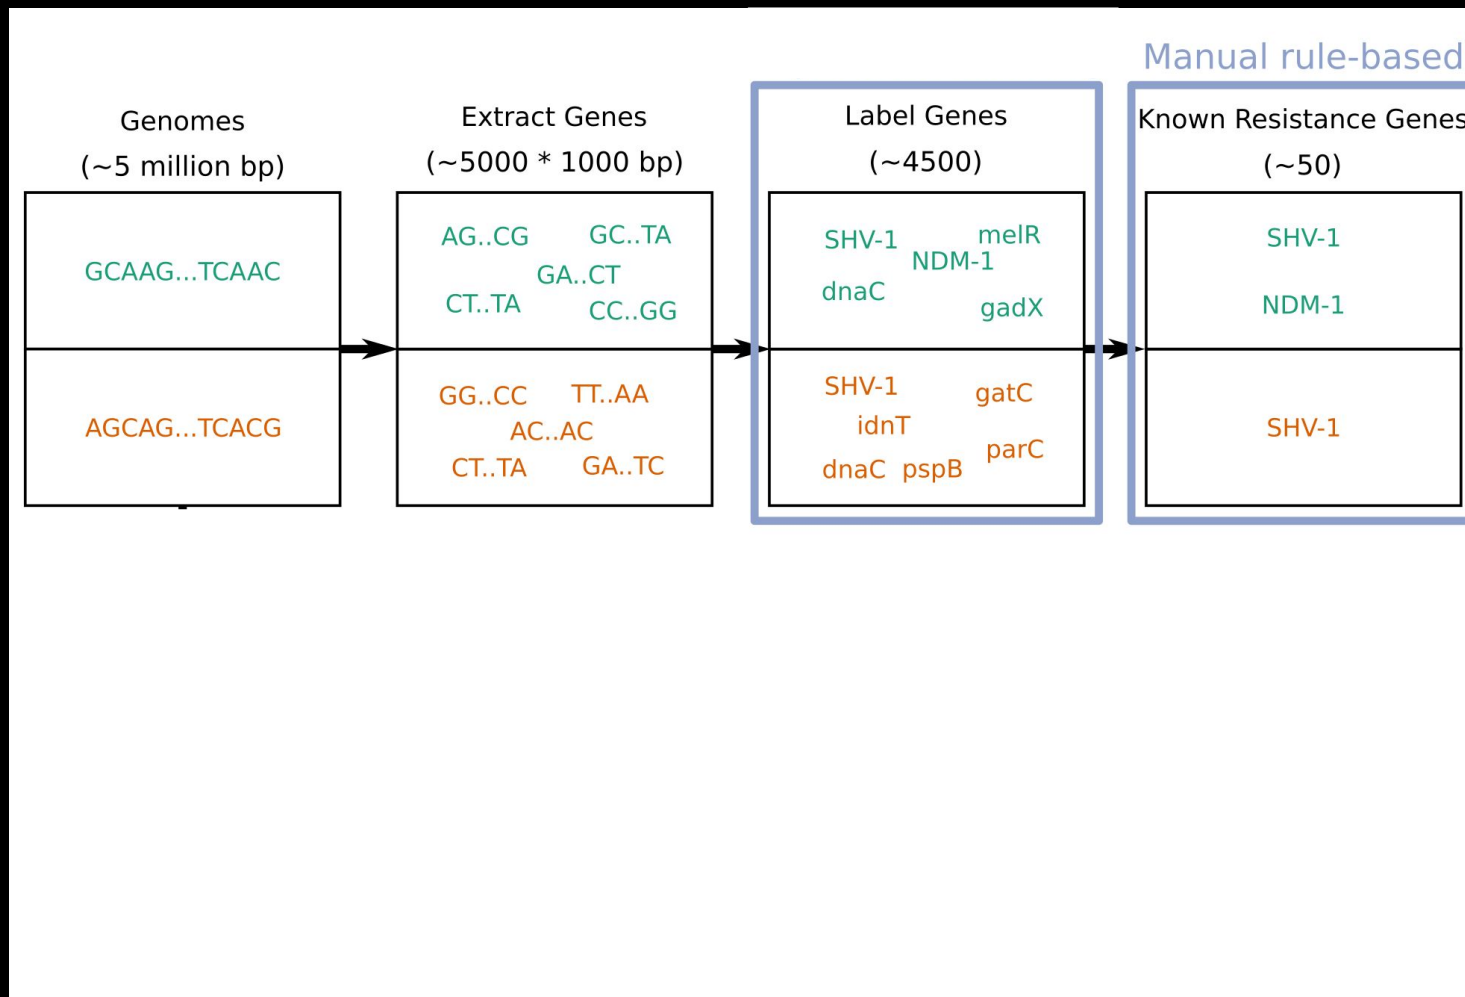 Manual rule-based
Genomes
(~5 million bp)
GCAAG...TCAAC
AGCAG...TCACG
Extract Genes
(~5000 * 1000 bp)
AG..CG GC..TA
GA..CT
CT..TA CC..GG
GG..CC TT..AA
AC..AC
CT..TA GA..TC
Label Genes
(~4500)
SHV-1 melR
NDM-1
dnaC gadX
SHV-1 gatC
idnT
parC
dnaC pspB
Known Resistance Genes
(~50)
SHV-1
NDM-1
SHV-1